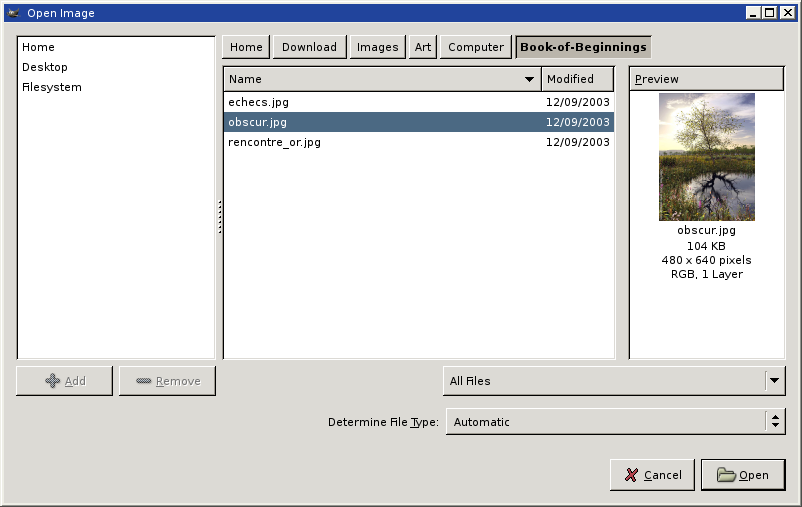 Open Image
Home
Desktop
Filesystem
Home Download Images Art Computer Book-of-Beginnings
Name Modified
echecs.jpg 12/09/2003
obscur.jpg 12/09/2003
rencontre_or.jpg 12/09/2003
Preview
obscur.jpg
104 KB
480 x 640 pixels
RGB, 1 Layer
Add Remove
All Files
Determine File Type: Automatic
Cancel Open